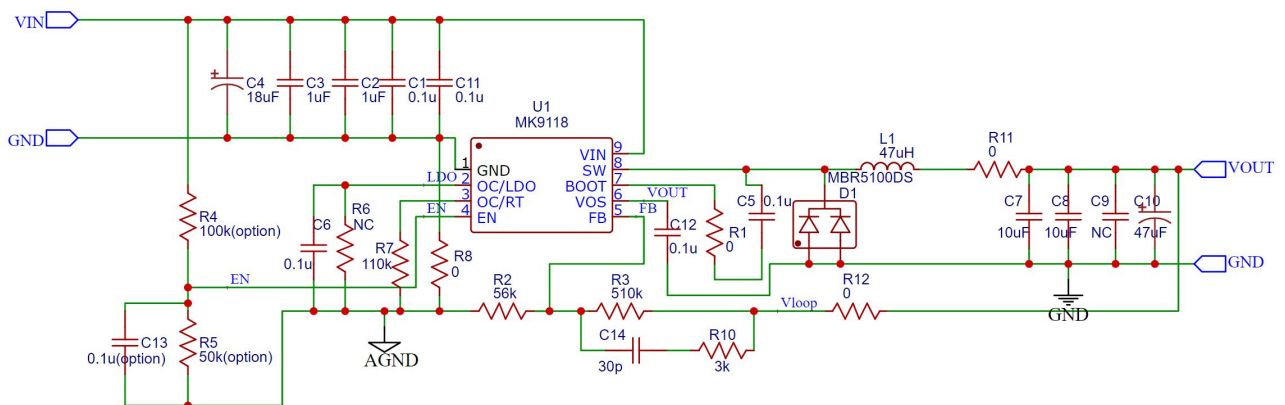 VIN
C4
18uF
C3
1uF
C2
1uF
C1
0.1u
C11
0.1u
GND
U1
MK9118
1 GND
2 OC/LDO
3 OC/RT
4 EN
VIN 9
SW 8
BOOT 7
VOS 6
FB 5
LDO
EN
VOUT
FB
R4
100k(option)
C6
0.1u
R6
NC
R7
110k
R8
0
EN
C13
0.1u(option)
R5
50k(option)
AGND
R2
56k
R3
510k
C14
30p
R10
3k
Vloop
R12
0
C12
0.1u
R1
0
C5
0.1u
MBR5100DS
D1
L1
47uH
R11
0
C7
10uF
C8
10uF
C9
NC
C10
47uF
VOUT
GND
GND